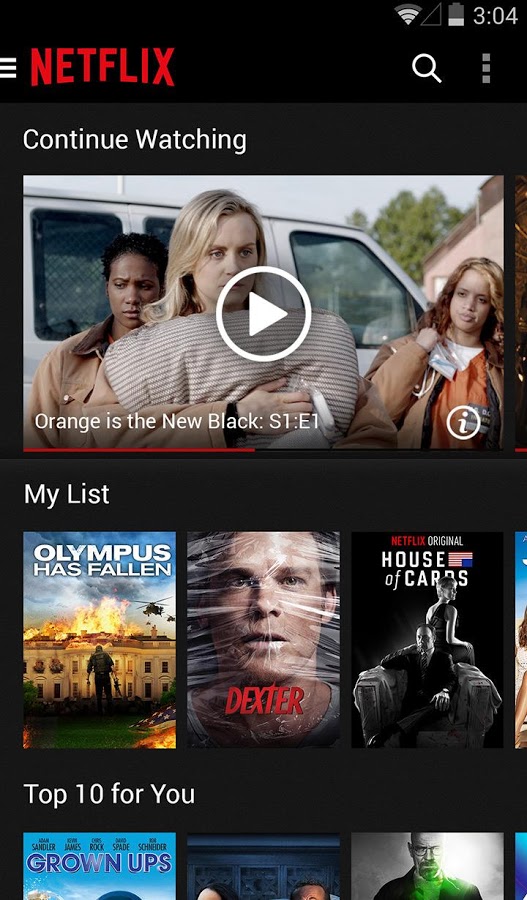 3:04
NETFLIX
Continue Watching
Orange is the New Black: S1:E1
i
My List
OLYMPUS
HAS FALLEN
DEXTER
NETFLIX ORIGINAL
HOUSE
of CARDS
Top 10 for You
ADAM SANDLER KEVIN JAMES CHRIS ROCK DAVID SPADE ROB SCHNEIDER
GROWN UPS